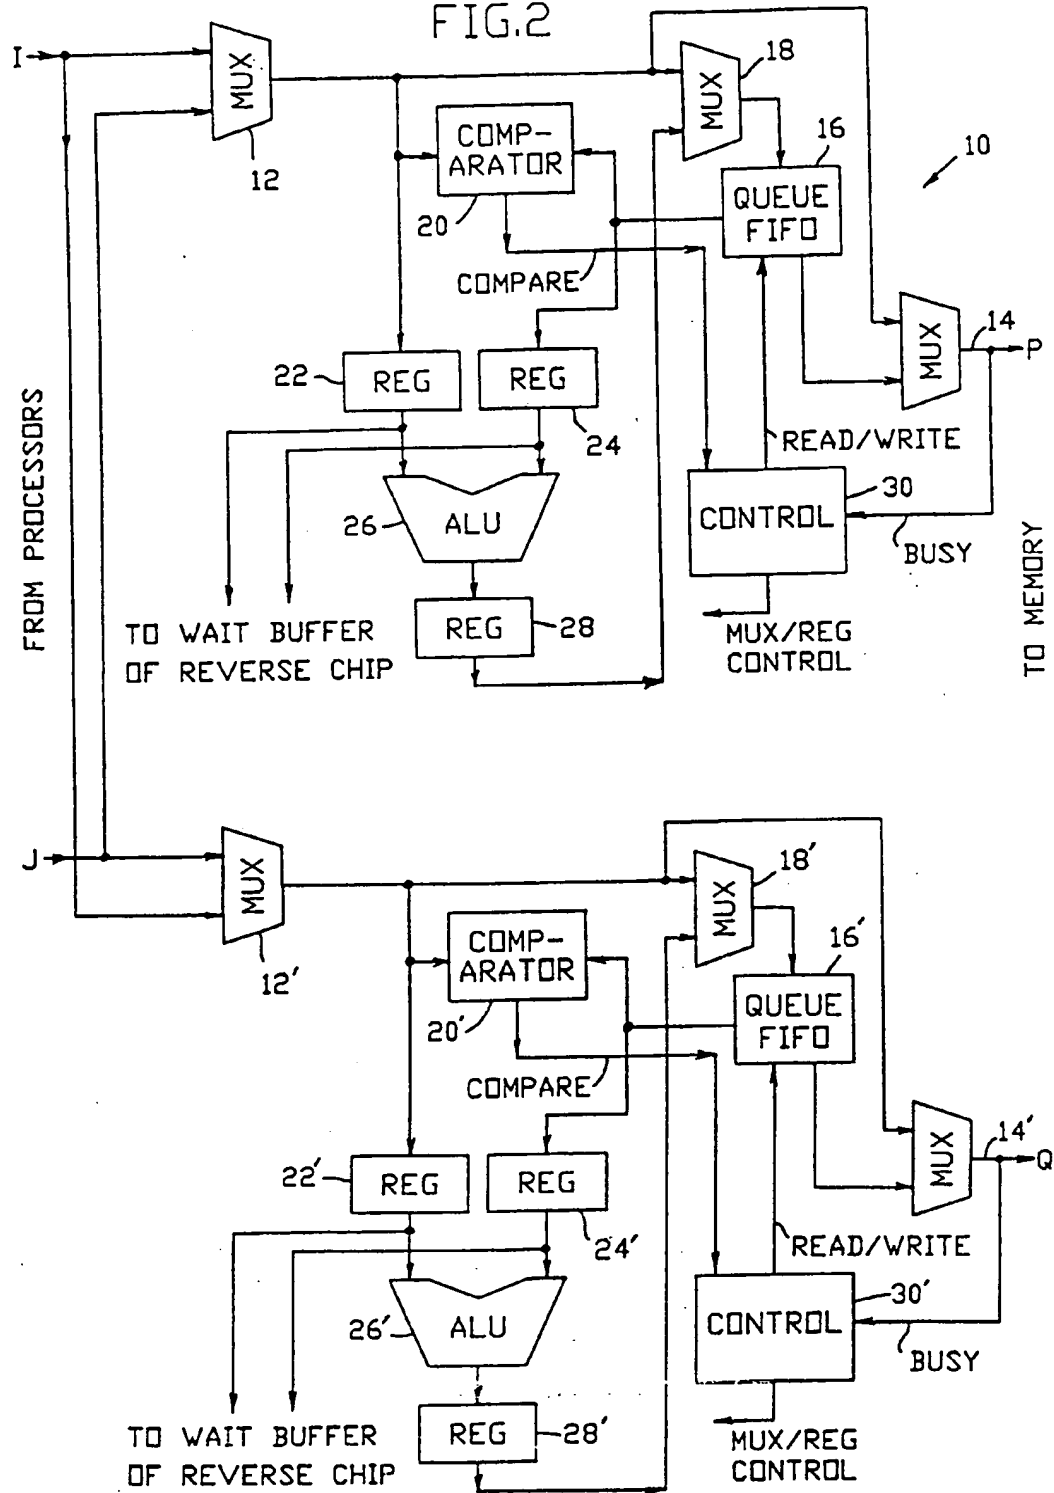 FIG.2
I
MUX
12
COMP-
ARATOR
20
MUX
18
16
QUEUE
FIFO
10
COMPARE
22
REG
REG
24
MUX
14
P
READ/WRITE
26
ALU
CONTROL
30
BUSY
FROM PROCESSORS
TO MEMORY
REG
28
TO WAIT BUFFER
OF REVERSE CHIP
MUX/REG
CONTROL
J
MUX
12'
COMP-
ARATOR
20'
MUX
18'
16'
QUEUE
FIFO
COMPARE
22'
REG
REG
24'
MUX
14'
Q
READ/WRITE
26'
ALU
CONTROL
30'
BUSY
REG
28'
TO WAIT BUFFER
OF REVERSE CHIP
MUX/REG
CONTROL